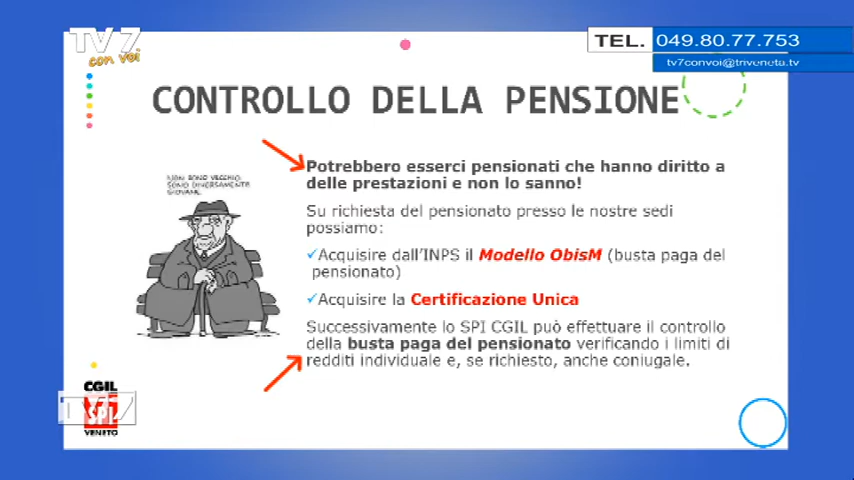 TV7
con voi
TEL. 049.80.77.753
tv7convoi@triveneta.tv
CONTROLLO DELLA PENSIONE
NON SONO VECCHIO.
SONO DIVERSAMENTE
GIOVANE.
Potrebbero esserci pensionati che hanno diritto a
delle prestazioni e non lo sanno!
Su richiesta del pensionato presso le nostre sedi
possiamo:
✓Acquisire dall'INPS il Modello ObisM (busta paga del
pensionato)
✓Acquisire la Certificazione Unica
Successivamente lo SPI CGIL può effettuare il controllo
della busta paga del pensionato verificando i limiti di
redditi individuale e, se richiesto, anche coniugale.
CGIL
TV7
SPI
VENETO